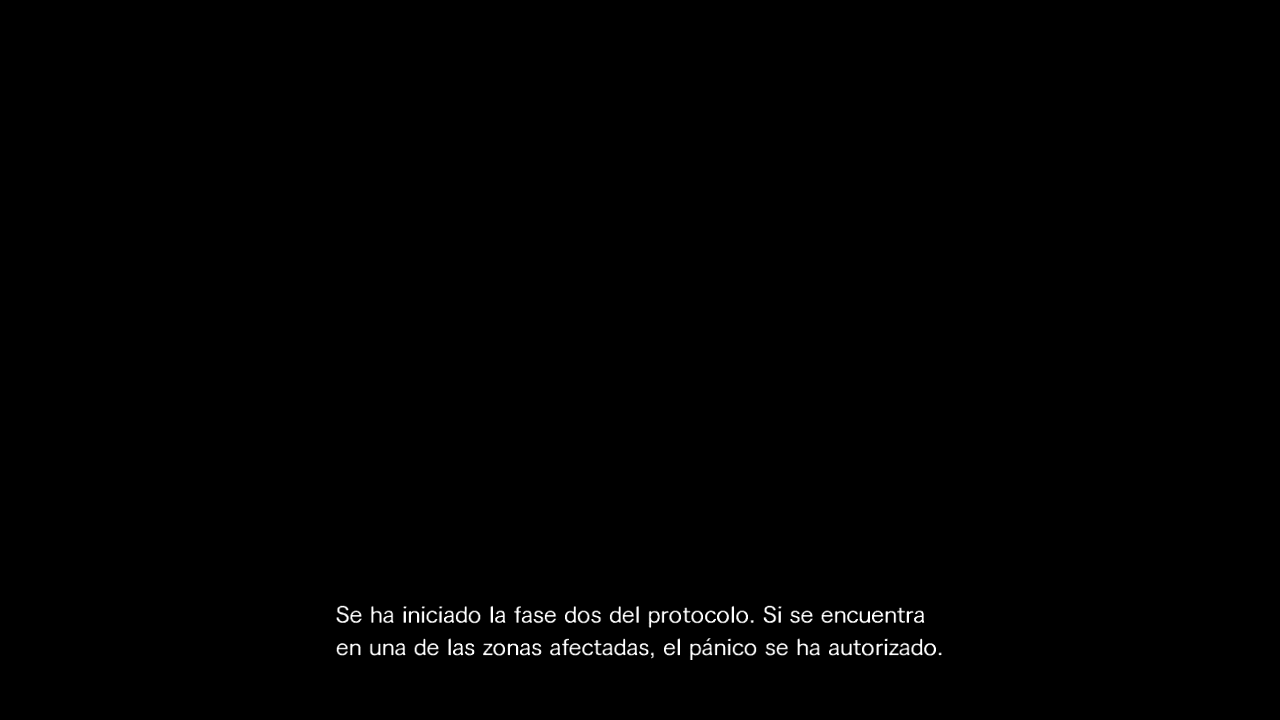 Se ha iniciado la fase dos del protocolo. Si se encuentra
en una de las zonas afectadas, el pánico se ha autorizado.